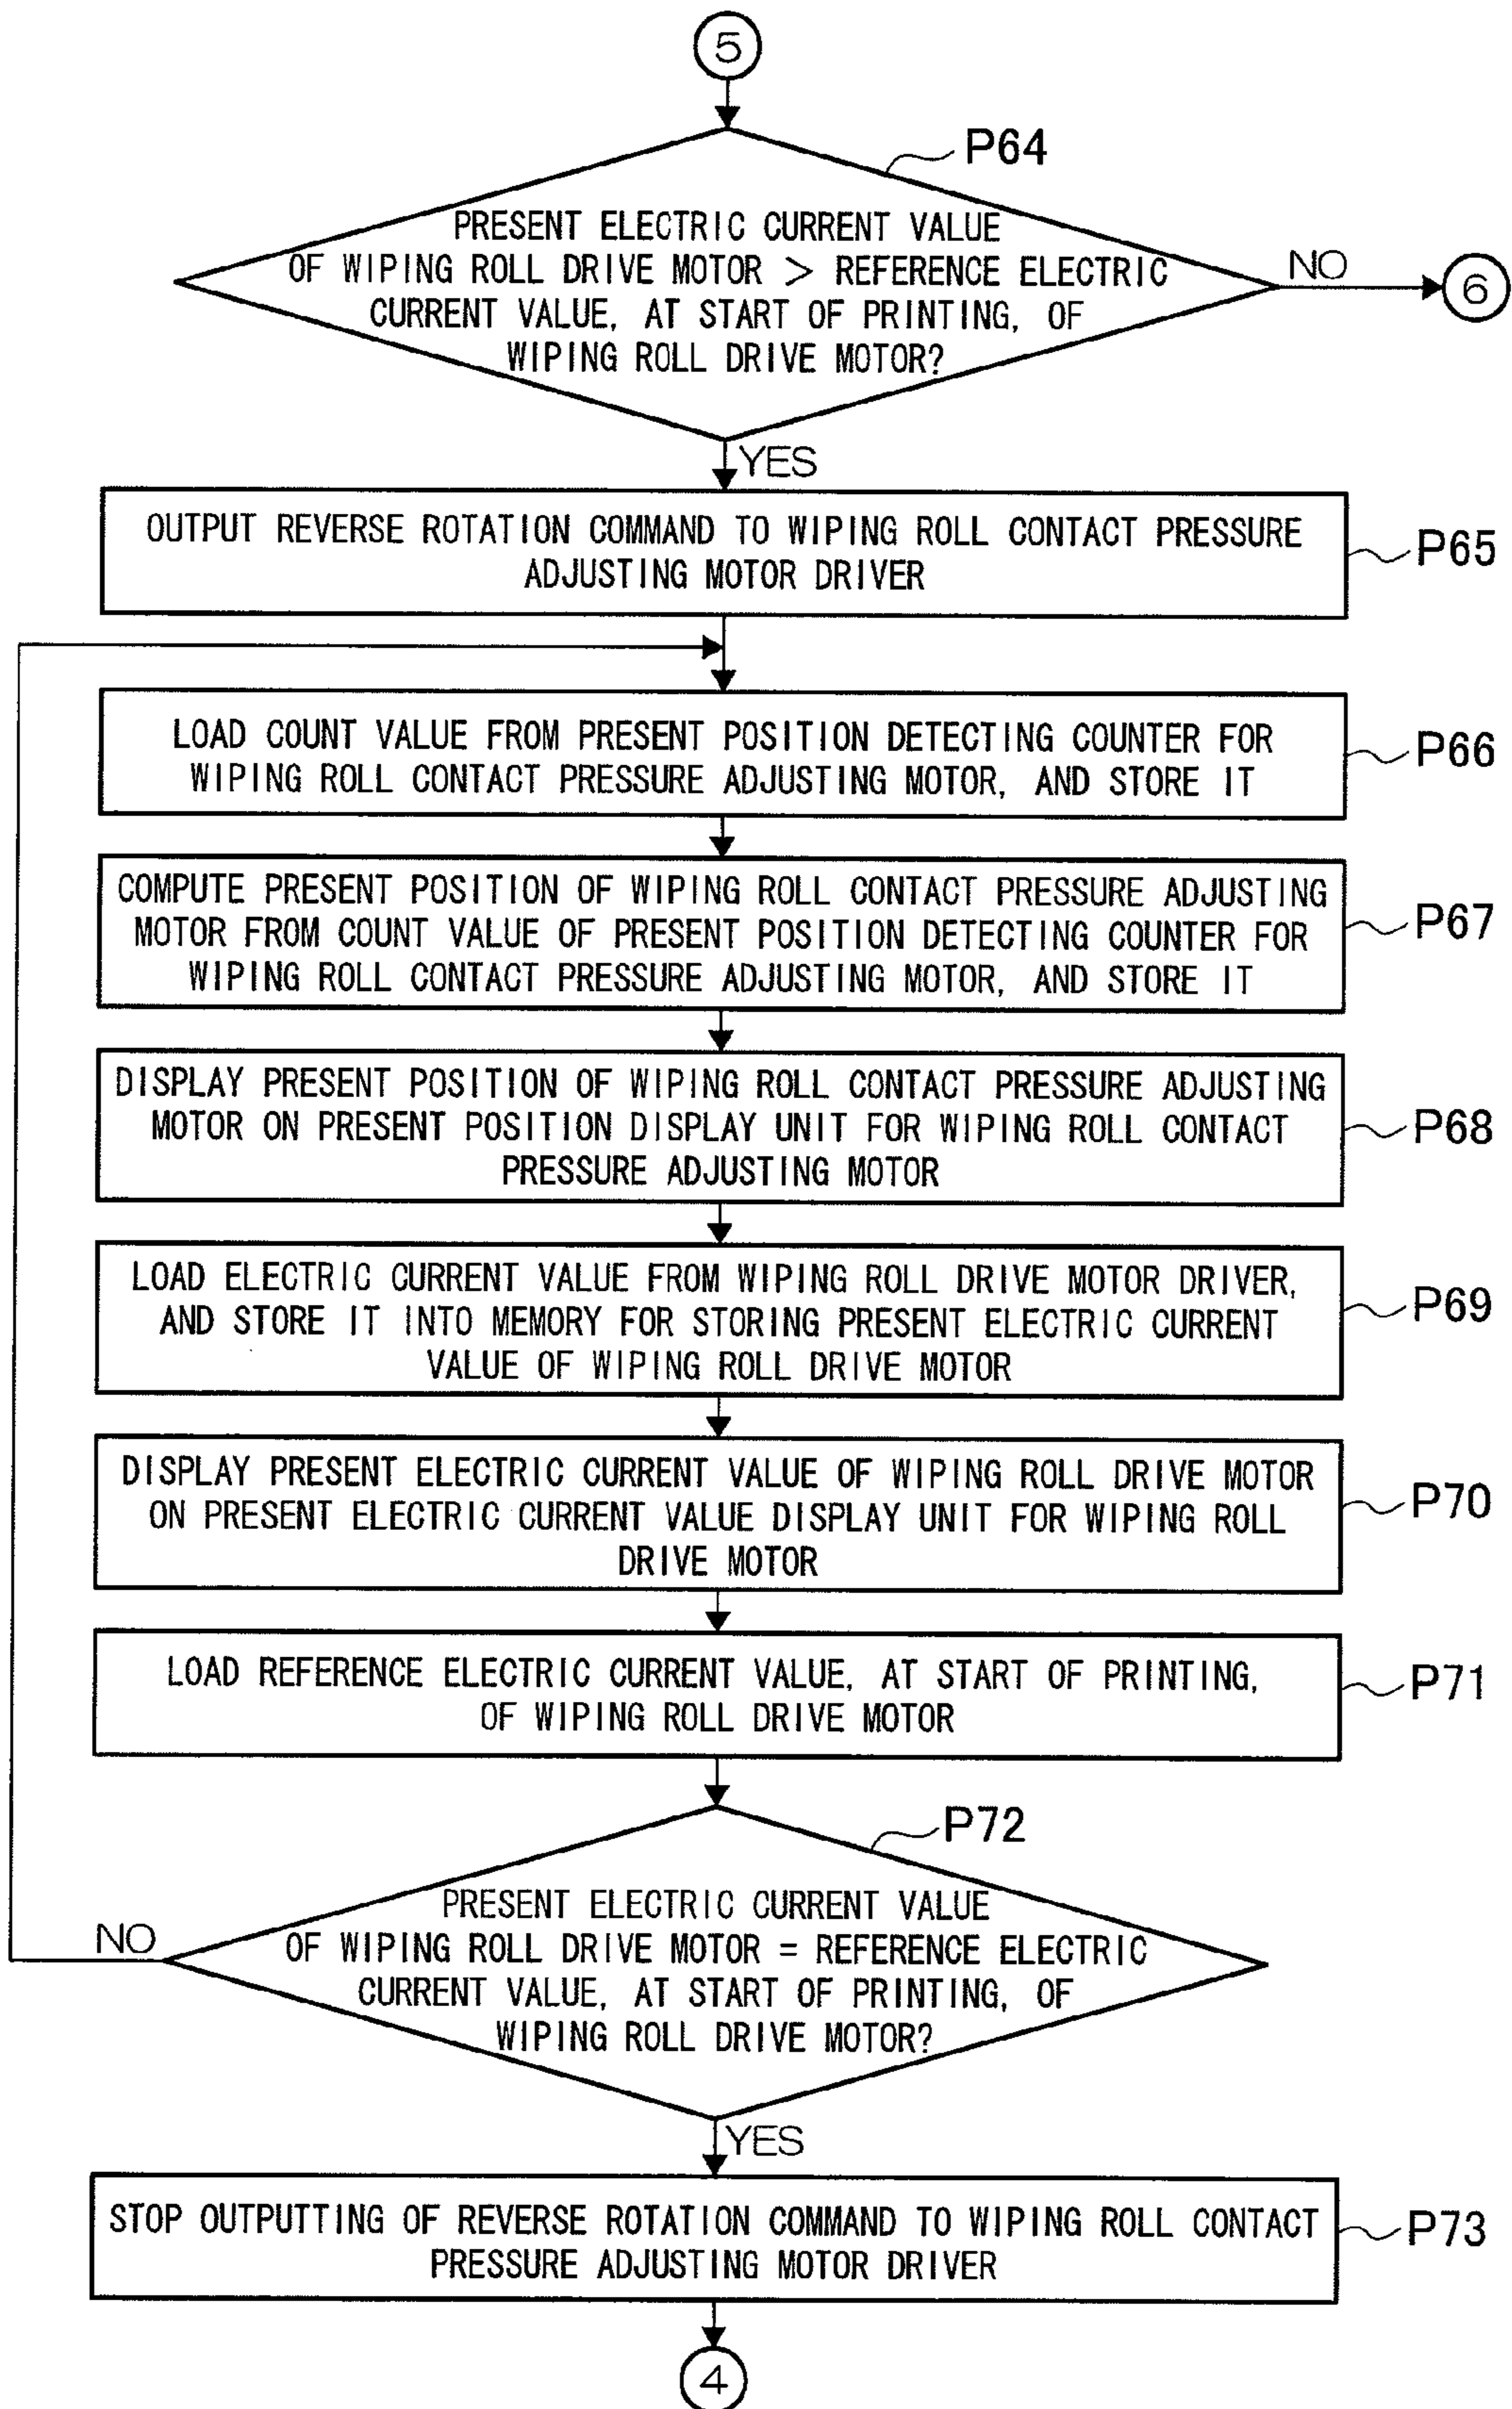 5
P64
PRESENT ELECTRIC CURRENT VALUE
OF WIPING ROLL DRIVE MOTOR > REFERENCE ELECTRIC
CURRENT VALUE, AT START OF PRINTING, OF
WIPING ROLL DRIVE MOTOR?
NO
6
YES
OUTPUT REVERSE ROTATION COMMAND TO WIPING ROLL CONTACT PRESSURE
ADJUSTING MOTOR DRIVER
P65
LOAD COUNT VALUE FROM PRESENT POSITION DETECTING COUNTER FOR
WIPING ROLL CONTACT PRESSURE ADJUSTING MOTOR, AND STORE IT
P66
COMPUTE PRESENT POSITION OF WIPING ROLL CONTACT PRESSURE ADJUSTING
MOTOR FROM COUNT VALUE OF PRESENT POSITION DETECTING COUNTER FOR
WIPING ROLL CONTACT PRESSURE ADJUSTING MOTOR, AND STORE IT
P67
DISPLAY PRESENT POSITION OF WIPING ROLL CONTACT PRESSURE ADJUSTING
MOTOR ON PRESENT POSITION DISPLAY UNIT FOR WIPING ROLL CONTACT
PRESSURE ADJUSTING MOTOR
P68
LOAD ELECTRIC CURRENT VALUE FROM WIPING ROLL DRIVE MOTOR DRIVER,
AND STORE IT INTO MEMORY FOR STORING PRESENT ELECTRIC CURRENT
VALUE OF WIPING ROLL DRIVE MOTOR
P69
DISPLAY PRESENT ELECTRIC CURRENT VALUE OF WIPING ROLL DRIVE MOTOR
ON PRESENT ELECTRIC CURRENT VALUE DISPLAY UNIT FOR WIPING ROLL
DRIVE MOTOR
P70
LOAD REFERENCE ELECTRIC CURRENT VALUE, AT START OF PRINTING,
OF WIPING ROLL DRIVE MOTOR
P71
P72
PRESENT ELECTRIC CURRENT VALUE
OF WIPING ROLL DRIVE MOTOR = REFERENCE ELECTRIC
CURRENT VALUE, AT START OF PRINTING, OF
WIPING ROLL DRIVE MOTOR?
NO
YES
STOP OUTPUTTING OF REVERSE ROTATION COMMAND TO WIPING ROLL CONTACT
PRESSURE ADJUSTING MOTOR DRIVER
P73
4